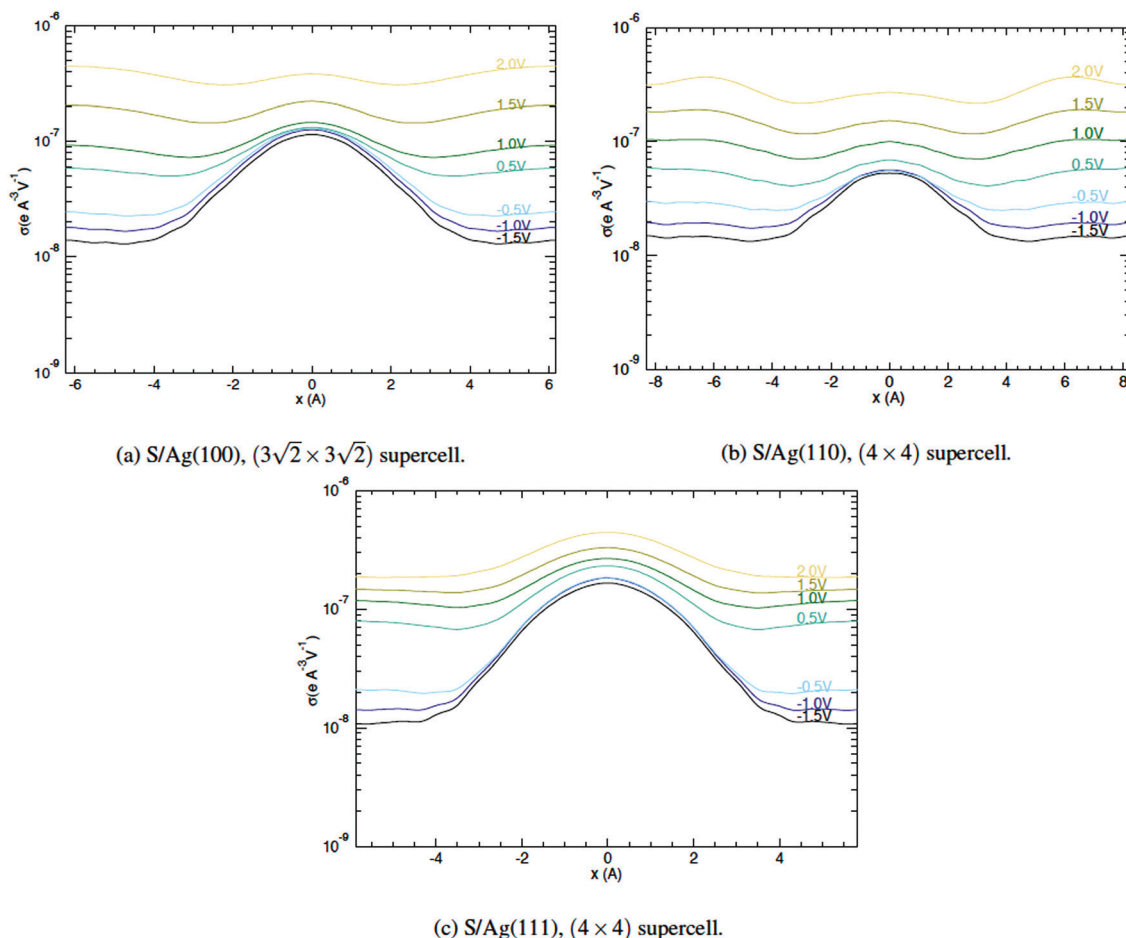 10⁻⁶
10⁻⁷
10⁻⁸
10⁻⁹
σ(e A⁻³V⁻¹)
2.0V
1.5V
1.0V
0.5V
-0.5V
-1.0V
-1.5V
-6 -4 -2 0 2 4 6
x (A)
(a) S/Ag(100), (3√2 × 3√2) supercell.
10⁻⁶
10⁻⁷
10⁻⁸
10⁻⁹
σ(e A⁻³V⁻¹)
2.0V
1.5V
1.0V
0.5V
-0.5V
-1.0V
-1.5V
-8 -6 -4 -2 0 2 4 6 8
x (A)
(b) S/Ag(110), (4 × 4) supercell.
10⁻⁶
10⁻⁷
10⁻⁸
10⁻⁹
σ(e A⁻³V⁻¹)
2.0V
1.5V
1.0V
0.5V
-0.5V
-1.0V
-1.5V
-4 -2 0 2 4
x (A)
(c) S/Ag(111), (4 × 4) supercell.